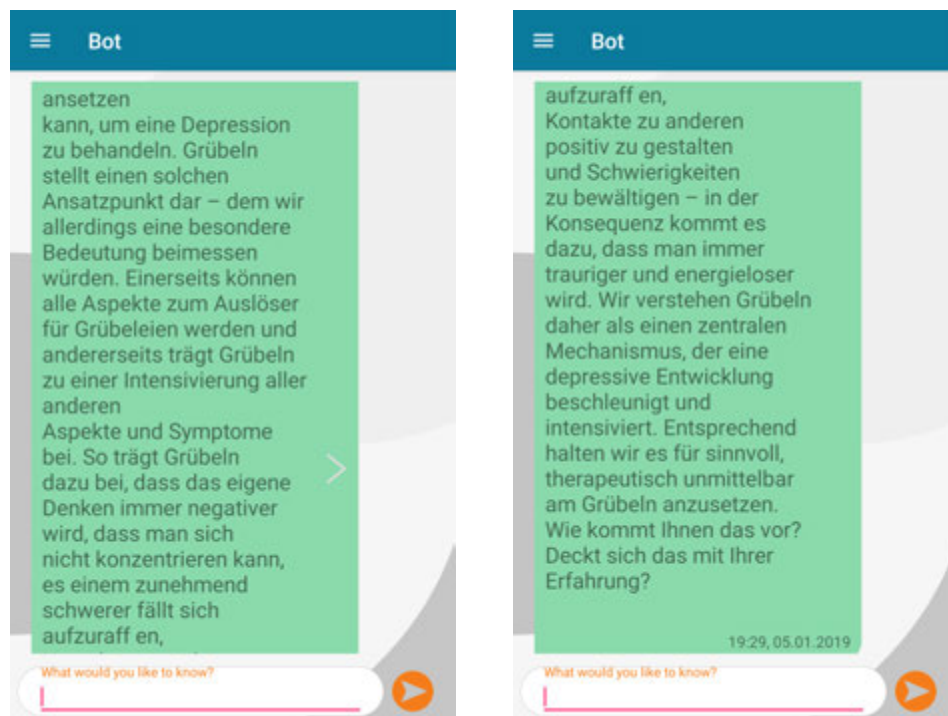 Bot
ansetzen
kann, um eine Depression
zu behandeln. Grübeln
stellt einen solchen
Ansatzpunkt dar – dem wir
allerdings eine besondere
Bedeutung beimessen
würden. Einerseits können
alle Aspekte zum Auslöser
für Grübeleien werden und
andererseits trägt Grübeln
zu einer Intensivierung aller
anderen
Aspekte und Symptome
bei. So trägt Grübeln
dazu bei, dass das eigene
Denken immer negativer
wird, dass man sich
nicht konzentrieren kann,
es einem zunehmend
schwerer fällt sich
aufzuraff en,
What would you like to know?
Bot
aufzuraff en,
Kontakte zu anderen
positiv zu gestalten
und Schwierigkeiten
zu bewältigen – in der
Konsequenz kommt es
dazu, dass man immer
trauriger und energieloser
wird. Wir verstehen Grübeln
daher als einen zentralen
Mechanismus, der eine
depressive Entwicklung
beschleunigt und
intensiviert. Entsprechend
halten wir es für sinnvoll,
therapeutisch unmittelbar
am Grübeln anzusetzen.
Wie kommt Ihnen das vor?
Deckt sich das mit Ihrer
Erfahrung?
19:29, 05.01.2019
What would you like to know?